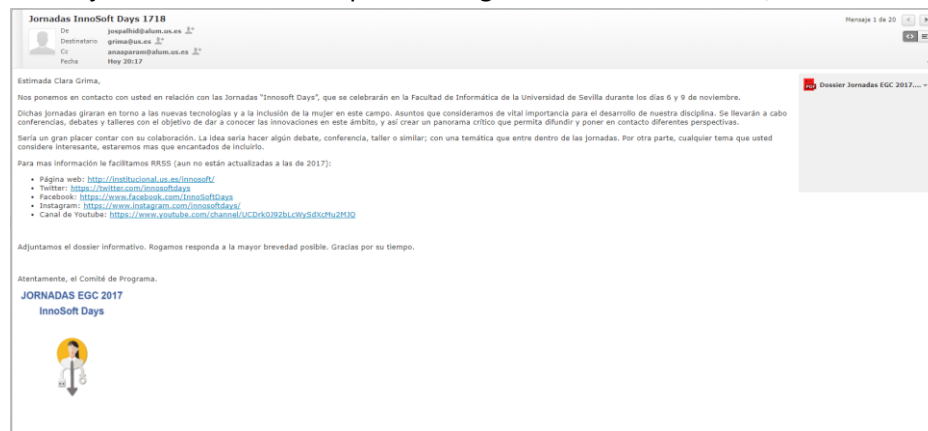 Jornadas InnoSoft Days 1718
Mensaje 1 de 20
De jospalhid@alum.us.es
Destinatario grima@us.es
Cc anaaparam@alum.us.es
Fecha Hoy 20:17
Dossier Jornadas EGC 2017....
Estimada Clara Grima,
Nos ponemos en contacto con usted en relación con las Jornadas "Innosoft Days", que se celebrarán en la Facultad de Informática de la Universidad de Sevilla durante los días 6 y 9 de noviembre.
Dichas jornadas giraran en torno a las nuevas tecnologías y a la inclusión de la mujer en este campo. Asuntos que consideramos de vital importancia para el desarrollo de nuestra disciplina. Se llevarán a cabo
conferencias, debates y talleres con el objetivo de dar a conocer las innovaciones en este ámbito, y así crear un panorama crítico que permita difundir y poner en contacto diferentes perspectivas.
Sería un gran placer contar con su colaboración. La idea sería hacer algún debate, conferencia, taller o similar; con una temática que entre dentro de las jornadas. Por otra parte, cualquier tema que usted
considere interesante, estaremos mas que encantados de incluirlo.
Para mas información le facilitamos RRSS (aun no están actualizadas a las de 2017):
• Página web: http://institucional.us.es/innosoft/
• Twitter: https://twitter.com/innosoftdays
• Facebook: https://www.facebook.com/InnoSoftDays
• Instagram: https://www.instagram.com/innosoftdays/
• Canal de Youtube: https://www.youtube.com/channel/UCDrk0J92bLcWySdXcMu2MJQ
Adjuntamos el dossier informativo. Rogamos responda a la mayor brevedad posible. Gracias por su tiempo.
Atentamente, el Comité de Programa.
JORNADAS EGC 2017
InnoSoft Days